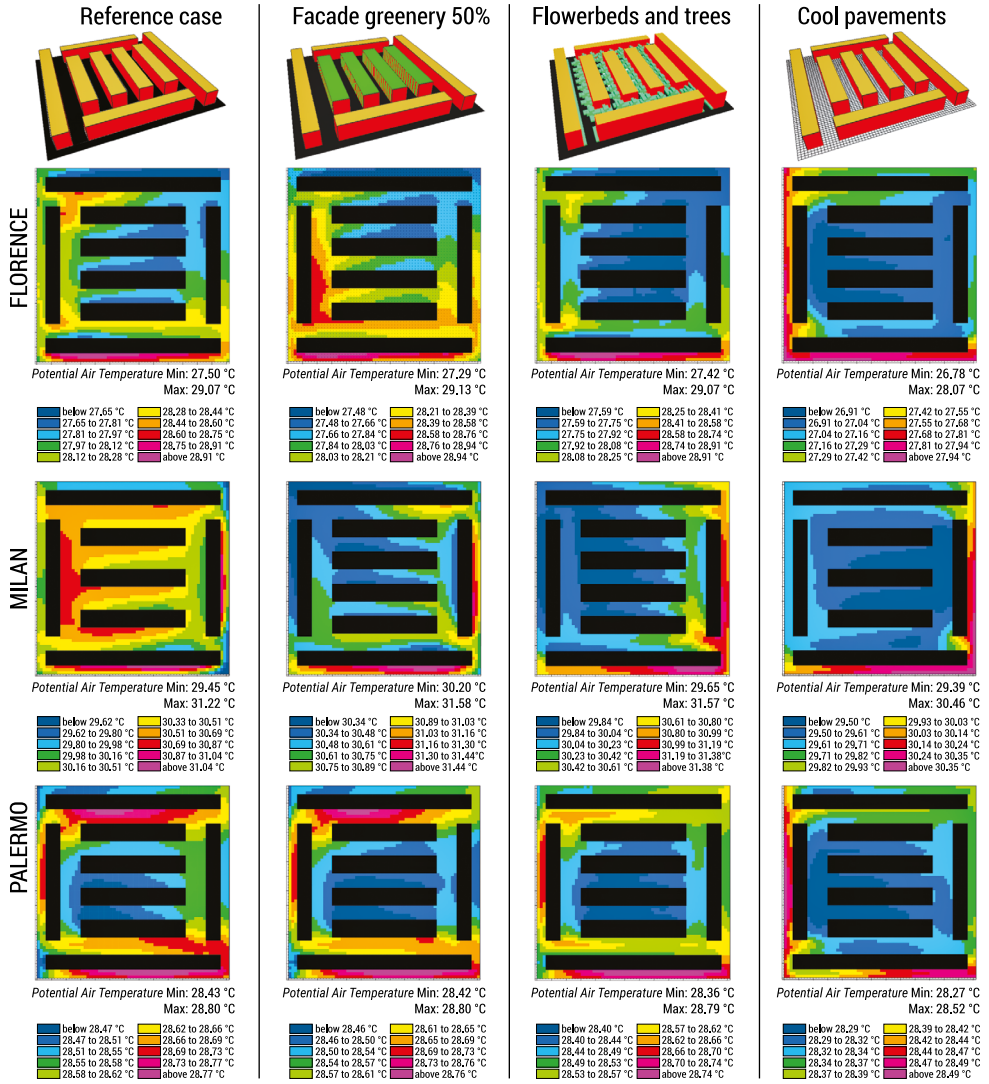 Reference case
Facade greenery 50%
Flowerbeds and trees
Cool pavements
FLORENCE
Potential Air Temperature Min: 27.50 °C
Max: 29.07 °C
below 27.65 °C
27.65 to 27.81 °C
27.81 to 27.97 °C
27.97 to 28.12 °C
28.12 to 28.28 °C
28.28 to 28.44 °C
28.44 to 28.60 °C
28.60 to 28.75 °C
28.75 to 28.91 °C
above 28.91 °C
Potential Air Temperature Min: 27.29 °C
Max: 29.13 °C
below 27.48 °C
27.48 to 27.66 °C
27.66 to 27.84 °C
27.84 to 28.03 °C
28.03 to 28.21 °C
28.21 to 28.39 °C
28.39 to 28.58 °C
28.58 to 28.76 °C
28.76 to 28.94 °C
above 28.94 °C
Potential Air Temperature Min: 27.42 °C
Max: 29.07 °C
below 27.59 °C
27.59 to 27.75 °C
27.75 to 27.92 °C
27.92 to 28.08 °C
28.08 to 28.25 °C
28.25 to 28.41 °C
28.41 to 28.58 °C
28.58 to 28.74 °C
28.74 to 28.91 °C
above 28.91 °C
Potential Air Temperature Min: 26.78 °C
Max: 28.07 °C
below 26.91 °C
26.91 to 27.04 °C
27.04 to 27.16 °C
27.16 to 27.29 °C
27.29 to 27.42 °C
27.42 to 27.55 °C
27.55 to 27.68 °C
27.68 to 27.81 °C
27.81 to 27.94 °C
above 27.94 °C
MILAN
Potential Air Temperature Min: 29.45 °C
Max: 31.22 °C
below 29.62 °C
29.62 to 29.80 °C
29.80 to 29.98 °C
29.98 to 30.16 °C
30.16 to 30.51 °C
30.33 to 30.51 °C
30.51 to 30.69 °C
30.69 to 30.87 °C
30.87 to 31.04 °C
above 31.04 °C
Potential Air Temperature Min: 30.20 °C
Max: 31.58 °C
below 30.34 °C
30.34 to 30.48 °C
30.48 to 30.61 °C
30.61 to 30.75 °C
30.75 to 30.89 °C
30.89 to 31.03 °C
31.03 to 31.16 °C
31.16 to 31.30 °C
31.30 to 31.44°C
above 31.44 °C
Potential Air Temperature Min: 29.65 °C
Max: 31.57 °C
below 29.84 °C
29.84 to 30.04 °C
30.04 to 30.23 °C
30.23 to 30.42 °C
30.42 to 30.61 °C
30.61 to 30.80 °C
30.80 to 30.99 °C
30.99 to 31.19 °C
31.19 to 31.38°C
above 31.38 °C
Potential Air Temperature Min: 29.39 °C
Max: 30.46 °C
below 29.50 °C
29.50 to 29.61 °C
29.61 to 29.71 °C
29.71 to 29.82 °C
29.82 to 29.93 °C
29.93 to 30.03 °C
30.03 to 30.14 °C
30.14 to 30.24 °C
30.24 to 30.35 °C
above 30.35 °C
PALERMO
Potential Air Temperature Min: 28.43 °C
Max: 28.80 °C
below 28.47 °C
28.47 to 28.51 °C
28.51 to 28.55 °C
28.55 to 28.58 °C
28.58 to 28.62 °C
28.62 to 28.66 °C
28.66 to 28.69 °C
28.69 to 28.73 °C
28.73 to 28.77 °C
above 28.77 °C
Potential Air Temperature Min: 28.42 °C
Max: 28.80 °C
below 28.46 °C
28.46 to 28.50 °C
28.50 to 28.54 °C
28.54 to 28.57 °C
28.57 to 28.61 °C
28.61 to 28.65 °C
28.65 to 28.69 °C
28.69 to 28.73 °C
28.73 to 28.76 °C
above 28.76 °C
Potential Air Temperature Min: 28.36 °C
Max: 28.79 °C
below 28.40 °C
28.40 to 28.44 °C
28.44 to 28.49 °C
28.49 to 28.53 °C
28.53 to 28.57 °C
28.57 to 28.62 °C
28.62 to 28.66 °C
28.66 to 28.70 °C
28.70 to 28.74 °C
above 28.74 °C
Potential Air Temperature Min: 28.27 °C
Max: 28.52 °C
below 28.29 °C
28.29 to 28.32 °C
28.32 to 28.34 °C
28.34 to 28.37 °C
28.37 to 28.39 °C
28.39 to 28.42 °C
28.42 to 28.44 °C
28.44 to 28.47 °C
28.47 to 28.49 °C
above 28.49 °C